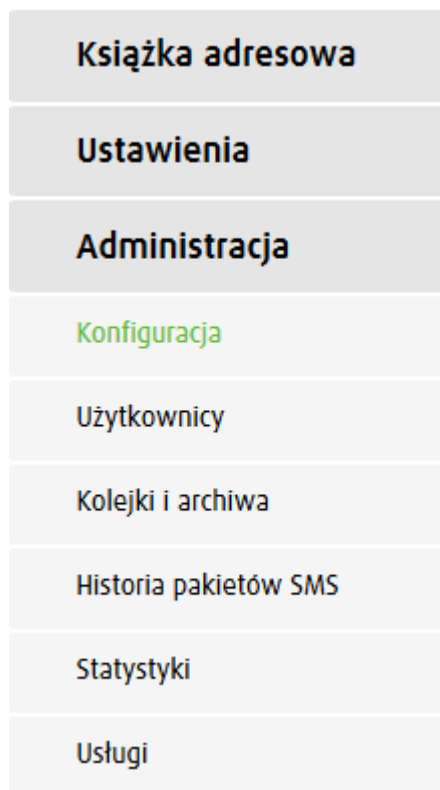 Książka adresowa
Ustawienia
Administracja
Konfiguracja
Użytkownicy
Kolejki i archiwa
Historia pakietów SMS
Statystyki
Usługi